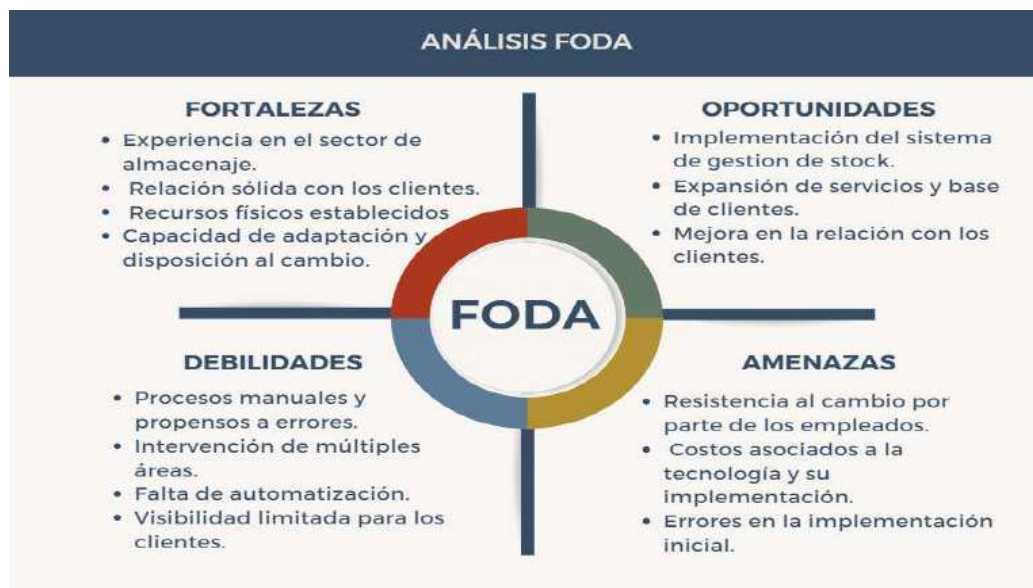 ANÁLISIS FODA
FORTALEZAS
• Experiencia en el sector de
almacenaje.
• Relación sólida con los clientes.
• Recursos físicos establecidos
• Capacidad de adaptación y
disposición al cambio.
OPORTUNIDADES
• Implementación del sistema
de gestion de stock.
• Expansión de servicios y base
de clientes.
• Mejora en la relación con los
clientes.
FODA
DEBILIDADES
• Procesos manuales y
propensos a errores.
• Intervención de múltiples
áreas.
• Falta de automatización.
• Visibilidad limitada para los
clientes.
AMENAZAS
• Resistencia al cambio por
parte de los empleados.
• Costos asociados a la
tecnología y su
implementación.
• Errores en la implementación
inicial.